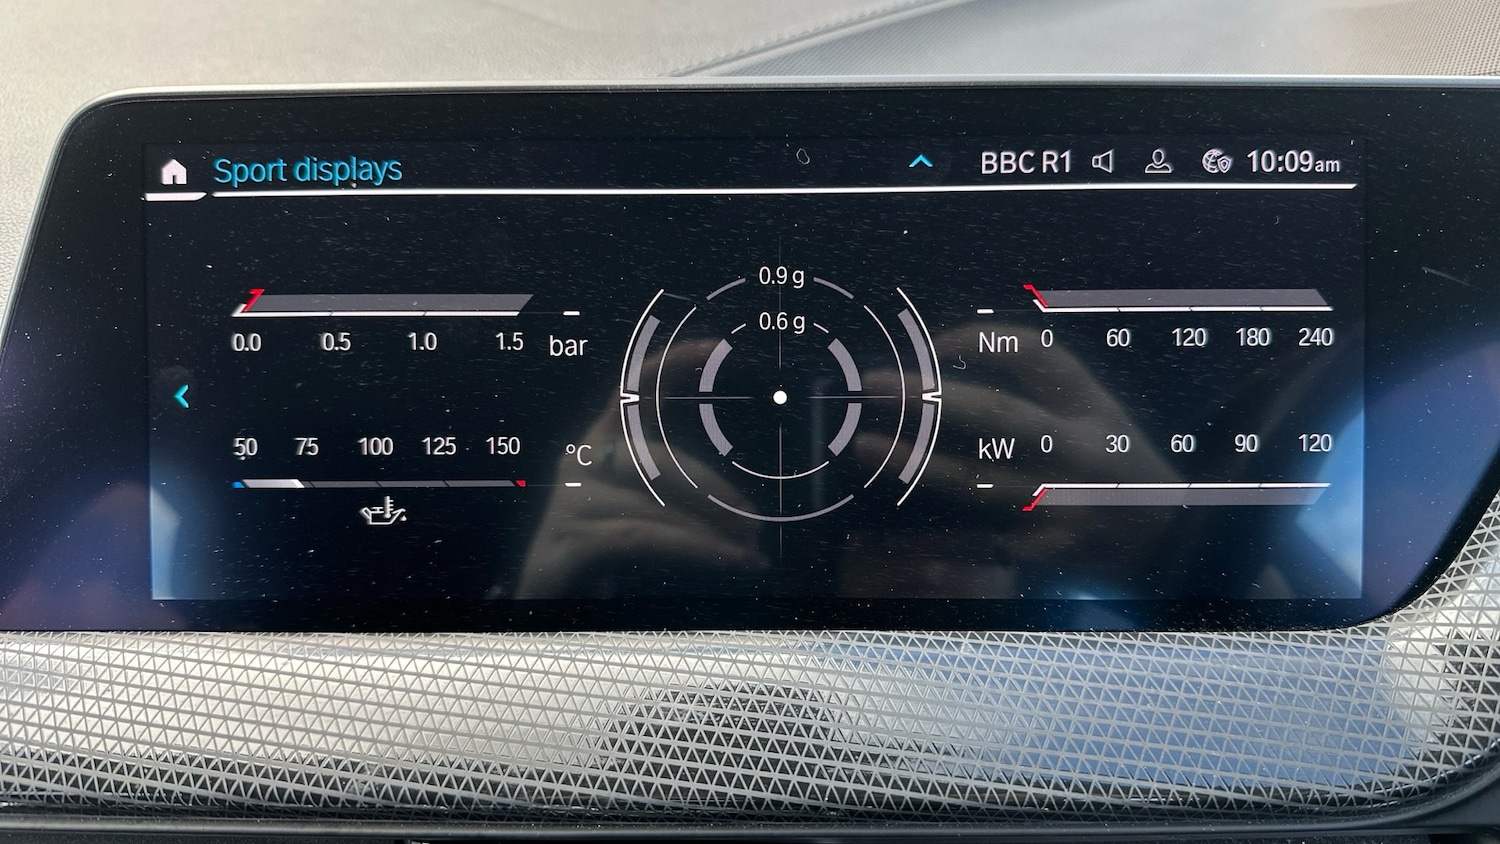 Sport displays
BBC R1
10:09am
0.0 0.5 1.0 1.5 bar
50 75 100 125 150 °C
0.9 g
0.6 g
Nm 0 60 120 180 240
kW 0 30 60 90 120